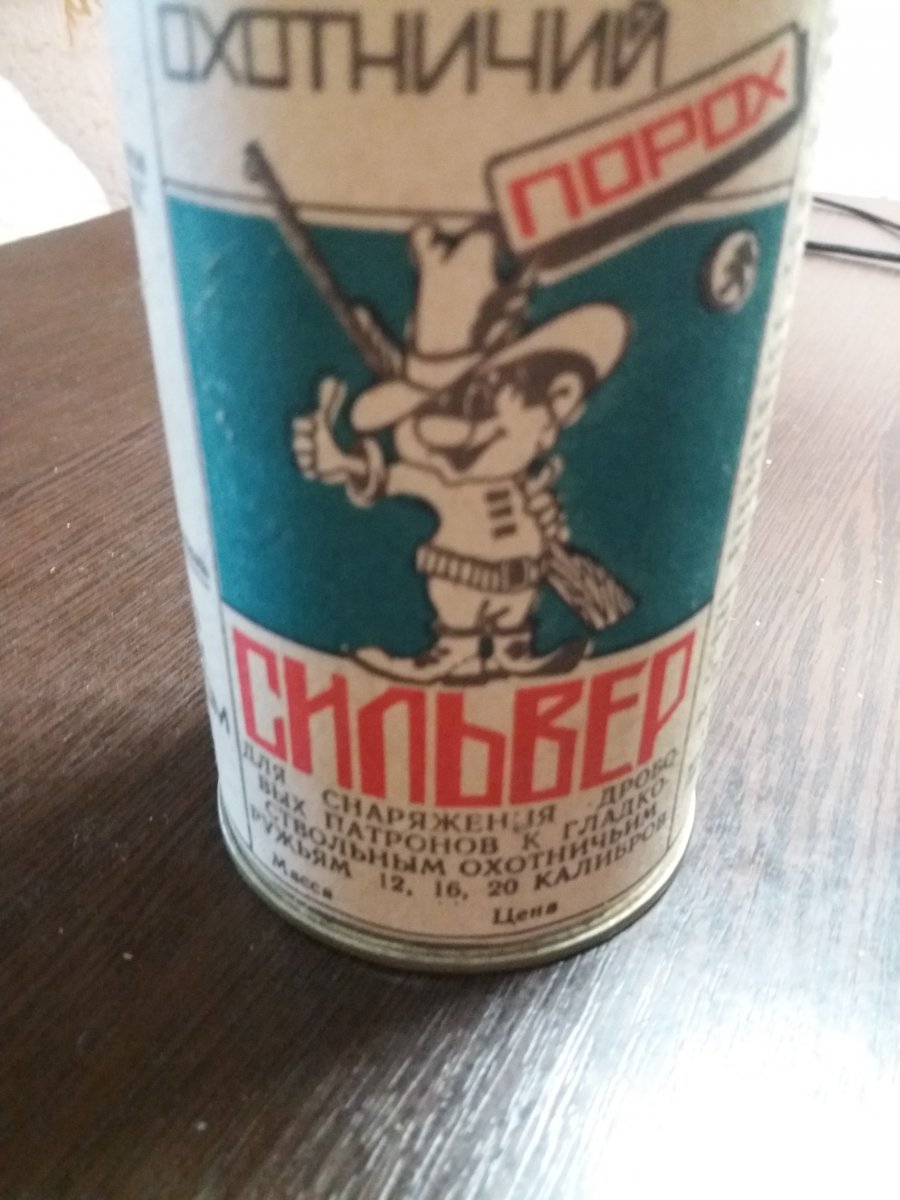 ОХОТНИЧИЙ
ПОРОХ
СИЛЬВЕР
ДЛЯ СНАРЯЖЕНИЯ ДРОБО-
ВЫХ ПАТРОНОВ К ГЛАДКО-
СТВОЛЬНЫМ ОХОТНИЧЬИМ
РУЖЬЯМ 12, 16, 20 КАЛИБРОВ
Масса
Цена